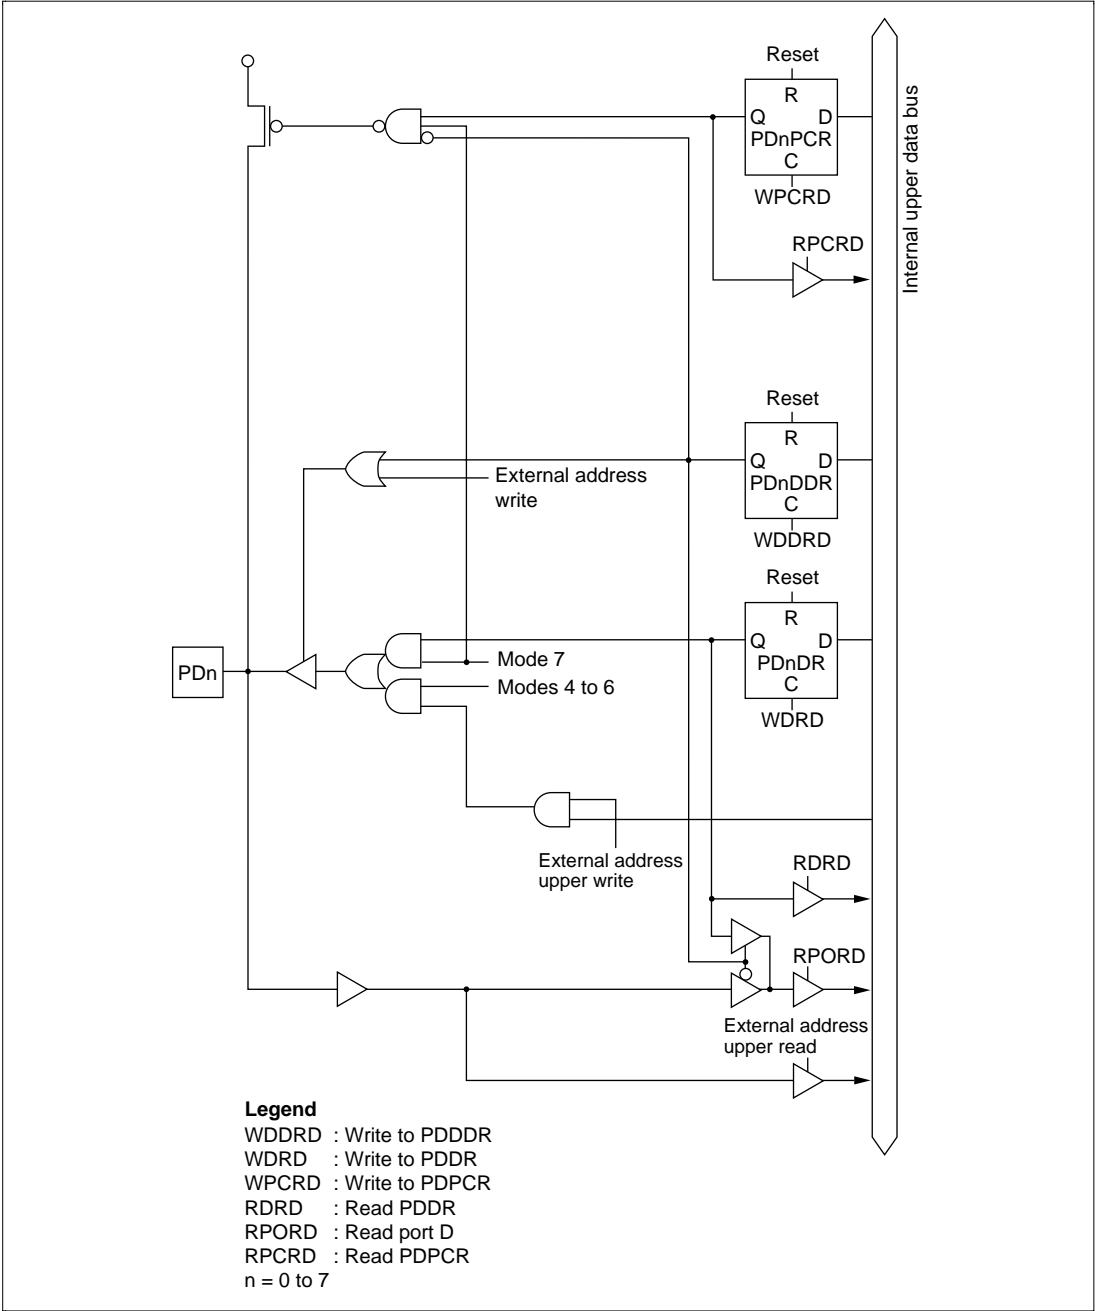 Reset
R
Q D
PDnPCR
C
WPCRD
Internal upper data bus
RPCRD
Reset
R
Q D
PDnDDR
C
WDDRD
External address
write
Reset
R
Q D
PDnDR
C
WDRD
PDn
Mode 7
Modes 4 to 6
External address
upper write
RDRD
RPORD
External address
upper read
Legend
WDDRD : Write to PDDDR
WDRD : Write to PDDR
WPCRD : Write to PDPCR
RDRD : Read PDDR
RPORD : Read port D
RPCRD : Read PDPCR
n = 0 to 7